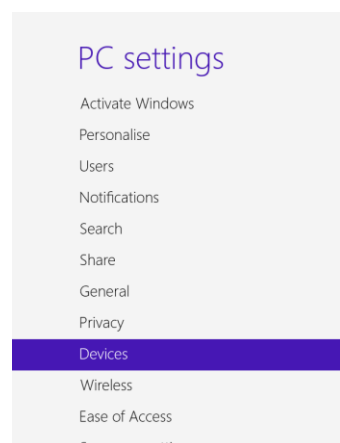 PC settings
Activate Windows
Personalise
Users
Notifications
Search
Share
General
Privacy
Devices
Wireless
Ease of Access